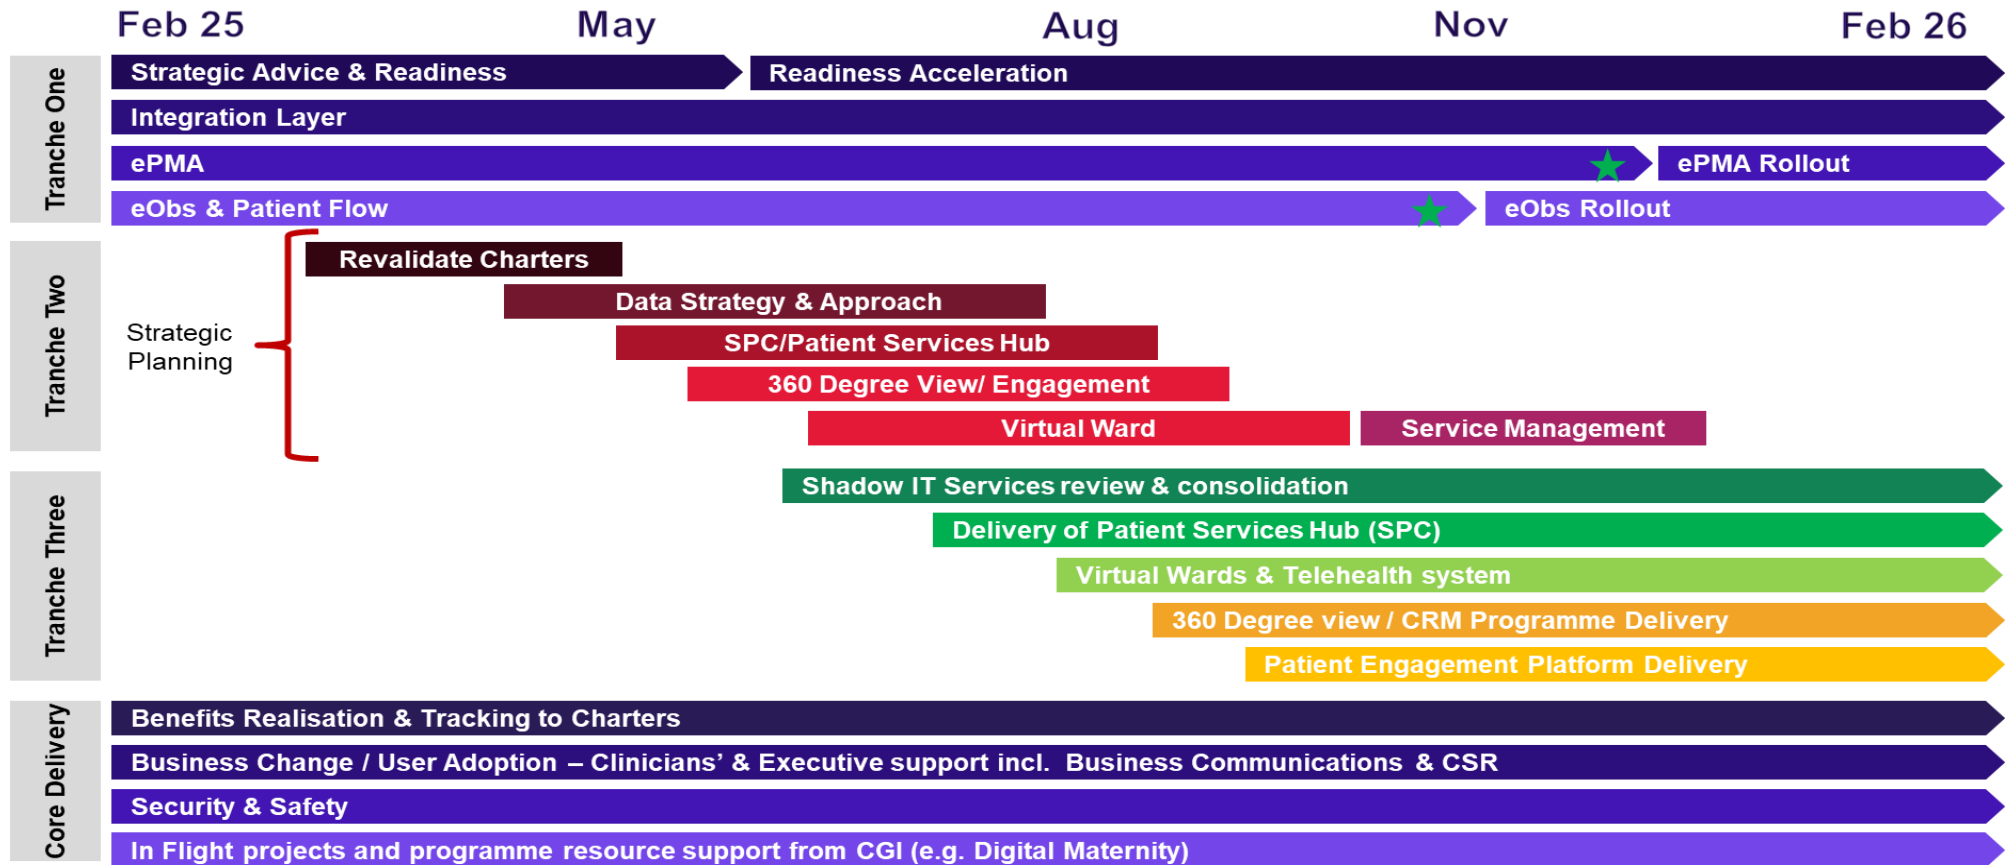 Feb 25 May Aug Nov Feb 26
Tranche One
Strategic Advice & Readiness
Readiness Acceleration
Integration Layer
ePMA
ePMA Rollout
eObs & Patient Flow
eObs Rollout
Tranche Two
Strategic
Planning
Revalidate Charters
Data Strategy & Approach
SPC/Patient Services Hub
360 Degree View/ Engagement
Virtual Ward
Service Management
Tranche Three
Shadow IT Services review & consolidation
Delivery of Patient Services Hub (SPC)
Virtual Wards & Telehealth system
360 Degree view / CRM Programme Delivery
Patient Engagement Platform Delivery
Core Delivery
Benefits Realisation & Tracking to Charters
Business Change / User Adoption – Clinicians’ & Executive support incl. Business Communications & CSR
Security & Safety
In Flight projects and programme resource support from CGI (e.g. Digital Maternity)